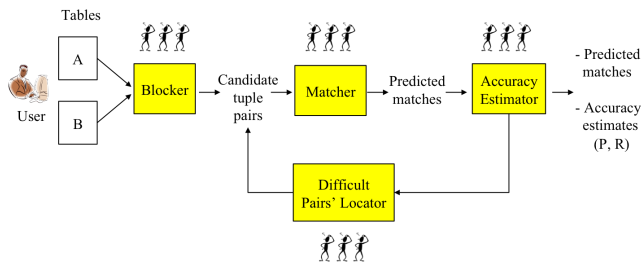 Tables
A
B
User
Blocker
Candidate
tuple
pairs
Matcher
Predicted
matches
Accuracy
Estimator
- Predicted
matches
- Accuracy
estimates
(P, R)
Difficult
Pairs’ Locator